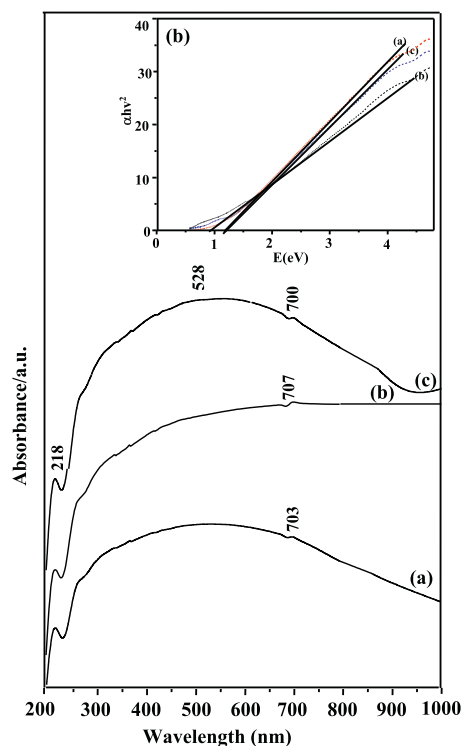 (b)
αhν²
40
30
20
10
0
(a)
(c)
(b)
0 1 2 3 4
E(eV)
528
700
(c)
707
(b)
218
703
(a)
Absorbance/a.u.
200 300 400 500 600 700 800 900 1000
Wavelength (nm)